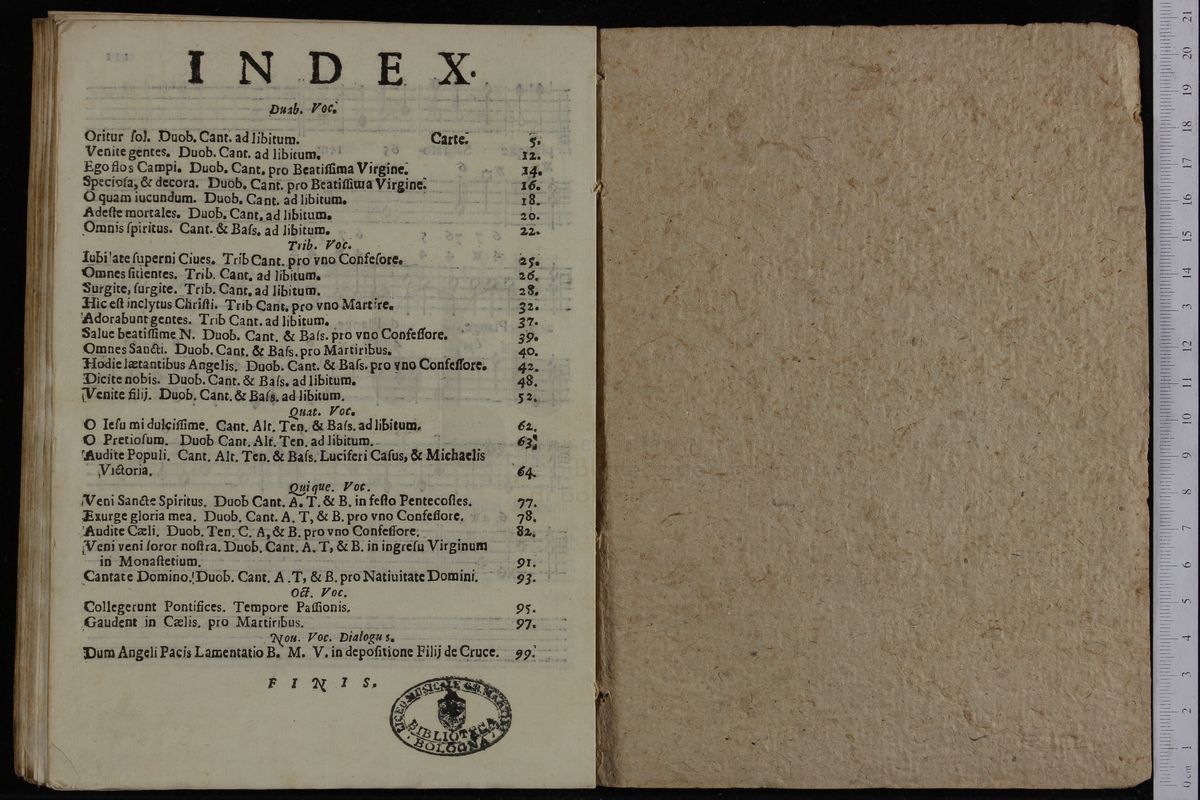 INDEX.
Duab. Voc.
Oritur ſol. Duob. Cant. ad libitum. Carte. 5.
Venite gentes. Duob. Cant. ad libitum. 12.
Ego flos Campi. Duob. Cant. pro Beatiſſima Virgine. 14.
Specioſa, & decora. Duob. Cant. pro Beatiſſima Virgine. 16.
O quam iucundum. Duob. Cant. ad libitum. 18.
Adeſte mortales. Duob. Cant. ad libitum. 20.
Omnis ſpiritus. Cant. & Baſs. ad libitum. 22.
Trib. Voc.
Iubilate ſuperni Ciues. Trib Cant. pro vno Confeſore. 25.
Omnes ſitientes. Trib. Cant. ad libitum. 26.
Surgite, ſurgite. Trib. Cant. ad libitum. 28.
Hic eſt inclytus Chriſti. Trib Cant. pro vno Martire. 32.
Adorabunt gentes. Trib Cant. ad libitum. 37.
Salue beatiſſime N. Duob. Cant. & Baſs. pro vno Confeſſore. 39.
Omnes Sancti. Duob. Cant. & Baſs. pro Martiribus. 40.
Hodie lætantibus Angelis. Duob. Cant. & Baſs. pro vno Confeſſore. 42.
Dicite nobis. Duob. Cant. & Baſs. ad libitum. 48.
Venite filij. Duob. Cant. & Baſs. ad libitum. 52.
Quat. Voc.
O Ieſu mi dulciſſime. Cant. Alt. Ten. & Baſs. ad libitum. 62.
O Pretioſum. Duob Cant. Alt. Ten. ad libitum. 63.
Audite Populi. Cant. Alt. Ten. & Baſs. Luciferi Caſus, & Michaelis
Victoria. 64.
Quique. Voc.
Veni Sancte Spiritus. Duob Cant. A. T. & B. in feſto Pentecoſtes. 77.
Exurge gloria mea. Duob. Cant. A. T, & B. pro vno Confeſſore. 78.
Audite Cæli. Duob. Ten. C. A, & B. pro vno Confeſſore. 82.
Veni veni ſoror noſtra. Duob. Cant. A. T, & B. in ingreſu Virginum
in Monaſterium. 91.
Cantate Domino. Duob. Cant. A .T, & B. pro Natiuitate Domini. 93.
Oct. Voc.
Collegerunt Pontifices. Tempore Paſſionis. 95.
Gaudent in Cælis. pro Martiribus. 97.
Nou. Voc. Dialogus.
Dum Angeli Pacis Lamentatio B. M. V. in depoſitione Filij de Cruce. 99.
FINIS.
LICEO MUSICALE G. B. MARTINI
BIBLIOTECA
BOLOGNA